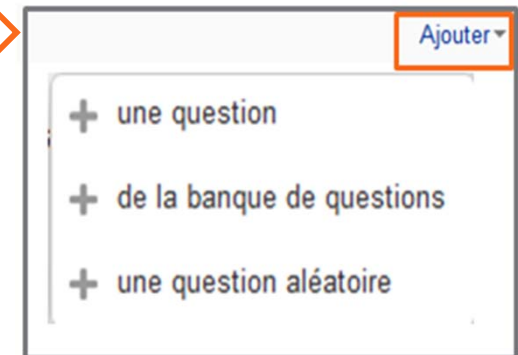 Ajouter
+ une question
+ de la banque de questions
+ une question aléatoire